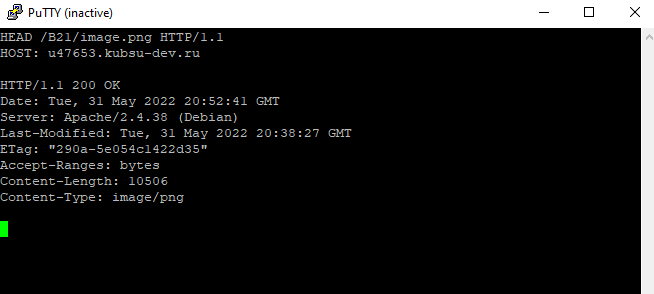 PuTTY (inactive)
HEAD /B21/image.png HTTP/1.1
HOST: u47653.kubsu-dev.ru
HTTP/1.1 200 OK
Date: Tue, 31 May 2022 20:52:41 GMT
Server: Apache/2.4.38 (Debian)
Last-Modified: Tue, 31 May 2022 20:38:27 GMT
ETag: "290a-5e054c1422d35"
Accept-Ranges: bytes
Content-Length: 10506
Content-Type: image/png